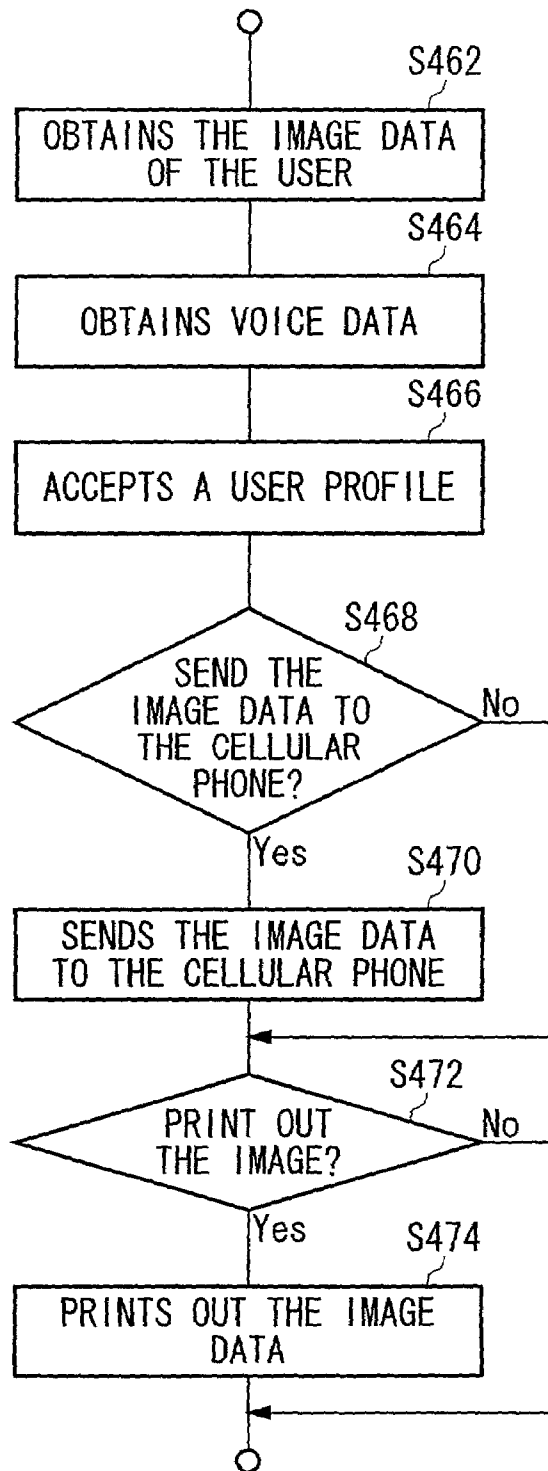 S462
OBTAINS THE IMAGE DATA
OF THE USER
S464
OBTAINS VOICE DATA
S466
ACCEPTS A USER PROFILE
S468
SEND THE
IMAGE DATA TO
THE CELLULAR
PHONE?
No
Yes
S470
SENDS THE IMAGE DATA
TO THE CELLULAR PHONE
S472
PRINT OUT
THE IMAGE?
No
Yes
S474
PRINTS OUT THE IMAGE
DATA